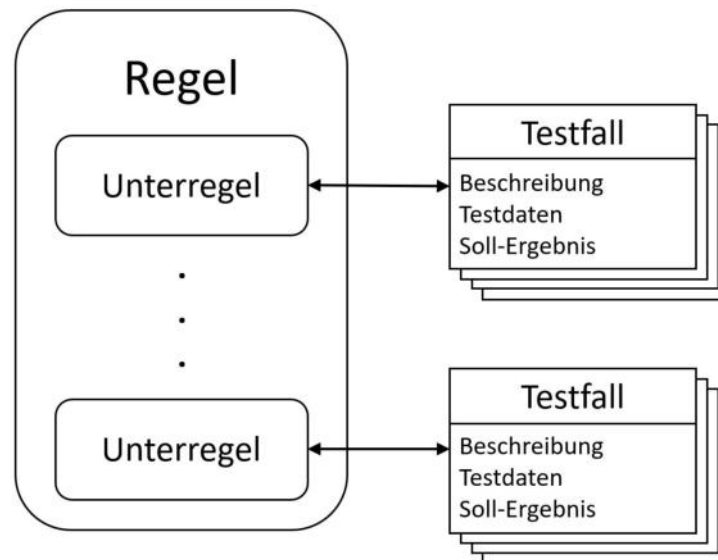 Regel
Unterregel
Testfall
Beschreibung
Testdaten
Soll-Ergebnis
Unterregel
Testfall
Beschreibung
Testdaten
Soll-Ergebnis